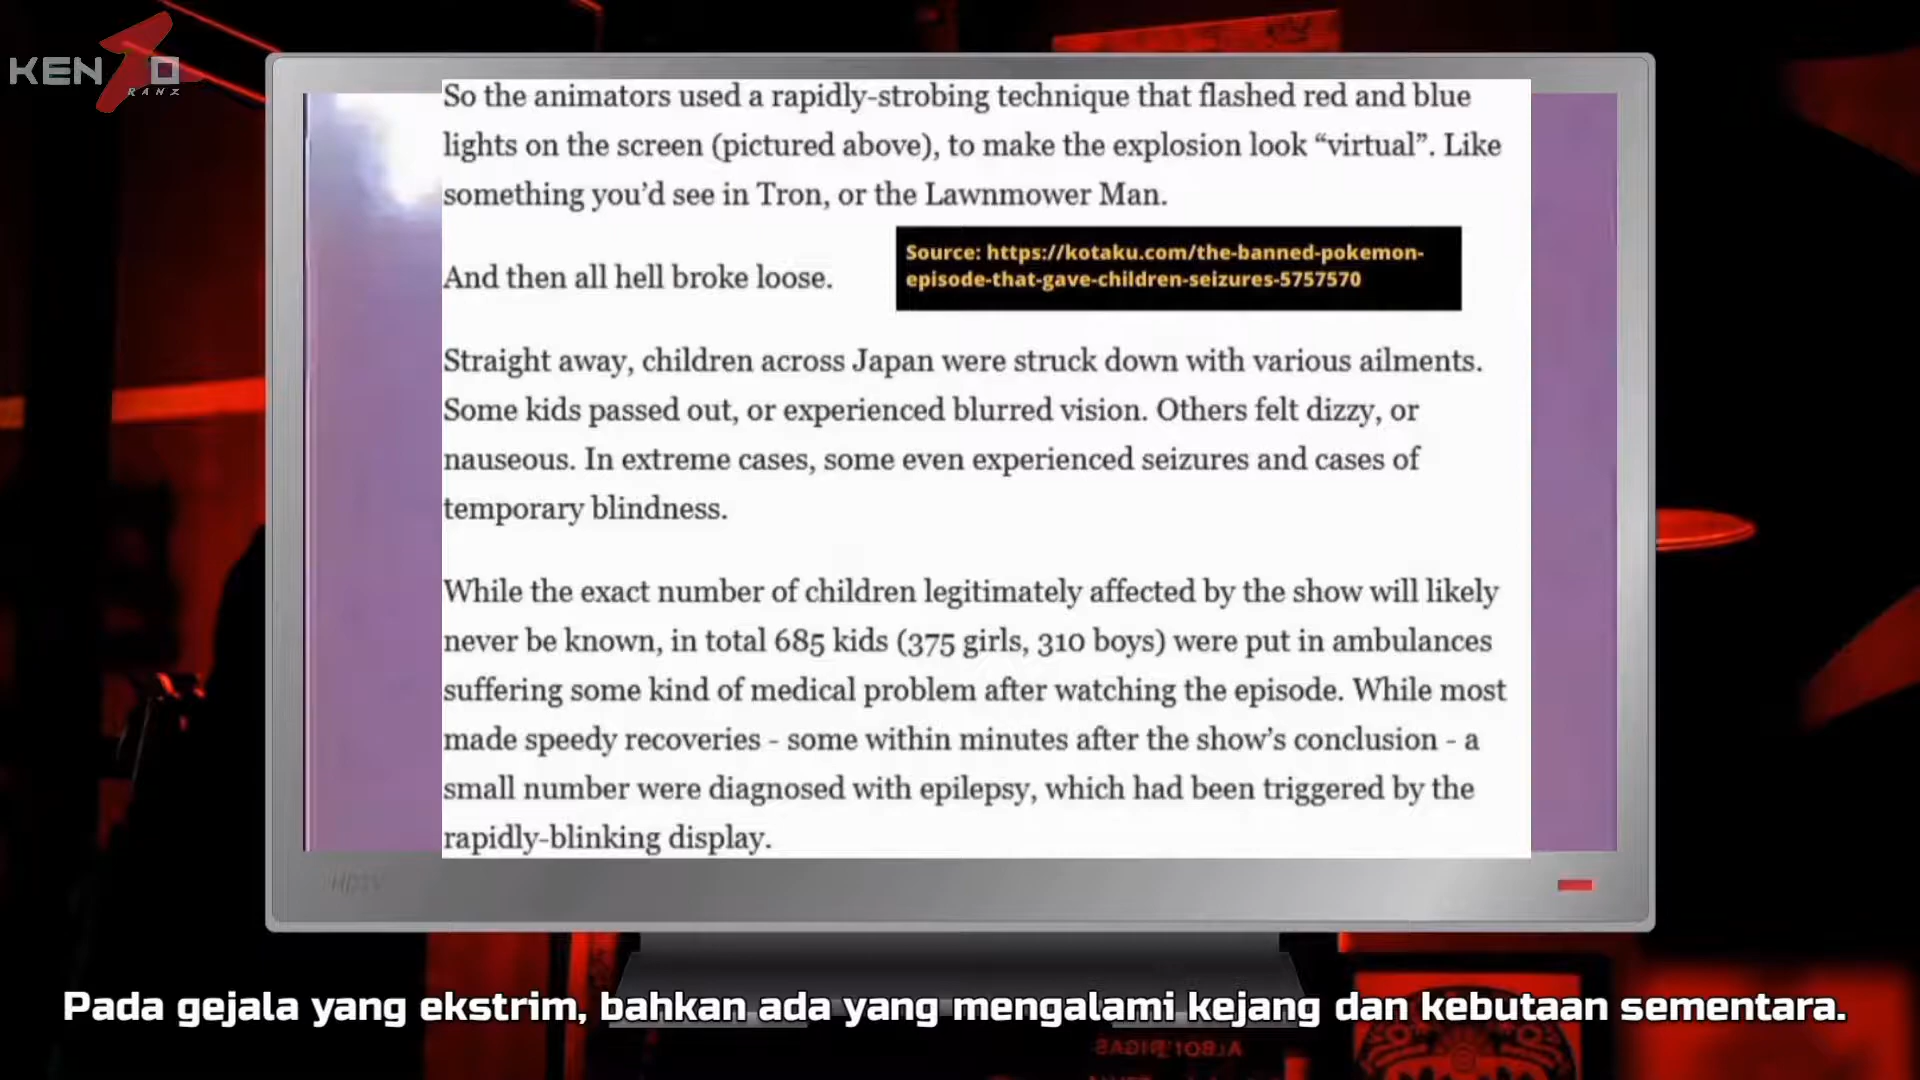 KENZO
RANZ
So the animators used a rapidly-strobing technique that flashed red and blue
lights on the screen (pictured above), to make the explosion look “virtual”. Like
something you’d see in Tron, or the Lawnmower Man.
Source: https://kotaku.com/the-banned-pokemon-
episode-that-gave-children-seizures-5757570
And then all hell broke loose.
Straight away, children across Japan were struck down with various ailments.
Some kids passed out, or experienced blurred vision. Others felt dizzy, or
nauseous. In extreme cases, some even experienced seizures and cases of
temporary blindness.
While the exact number of children legitimately affected by the show will likely
never be known, in total 685 kids (375 girls, 310 boys) were put in ambulances
suffering some kind of medical problem after watching the episode. While most
made speedy recoveries - some within minutes after the show’s conclusion - a
small number were diagnosed with epilepsy, which had been triggered by the
rapidly-blinking display.
HDTV
Pada gejala yang ekstrim, bahkan ada yang mengalami kejang dan kebutaan sementara.